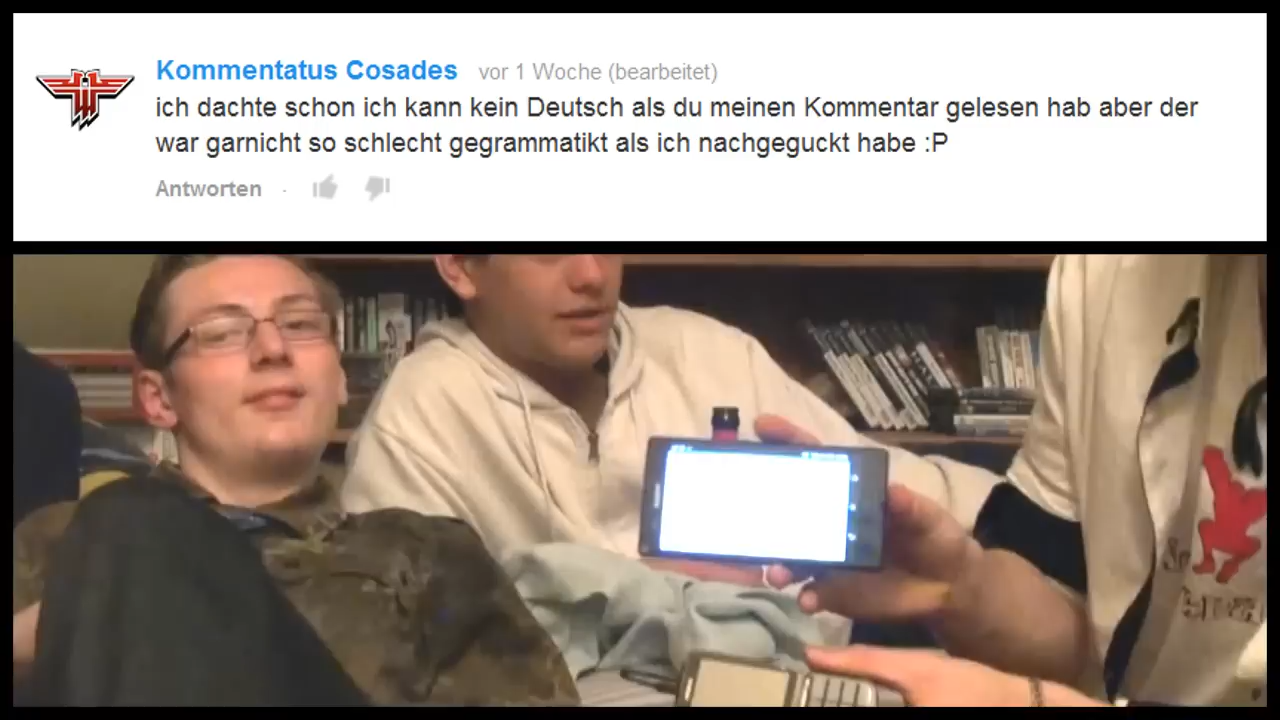 Kommentatus Cosades vor 1 Woche (bearbeitet)
ich dachte schon ich kann kein Deutsch als du meinen Kommentar gelesen hab aber der
war garnicht so schlecht gegrammatikt als ich nachgeguckt habe :P
Antworten ·